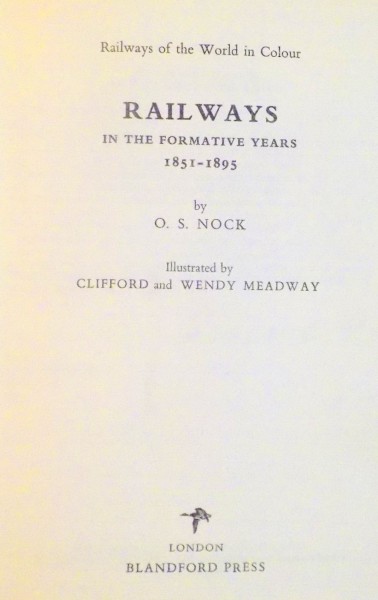 Railways of the World in Colour
RAILWAYS
IN THE FORMATIVE YEARS
1851-1895
by
O. S. NOCK
Illustrated by
CLIFFORD and WENDY MEADWAY
LONDON
BLANDFORD PRESS